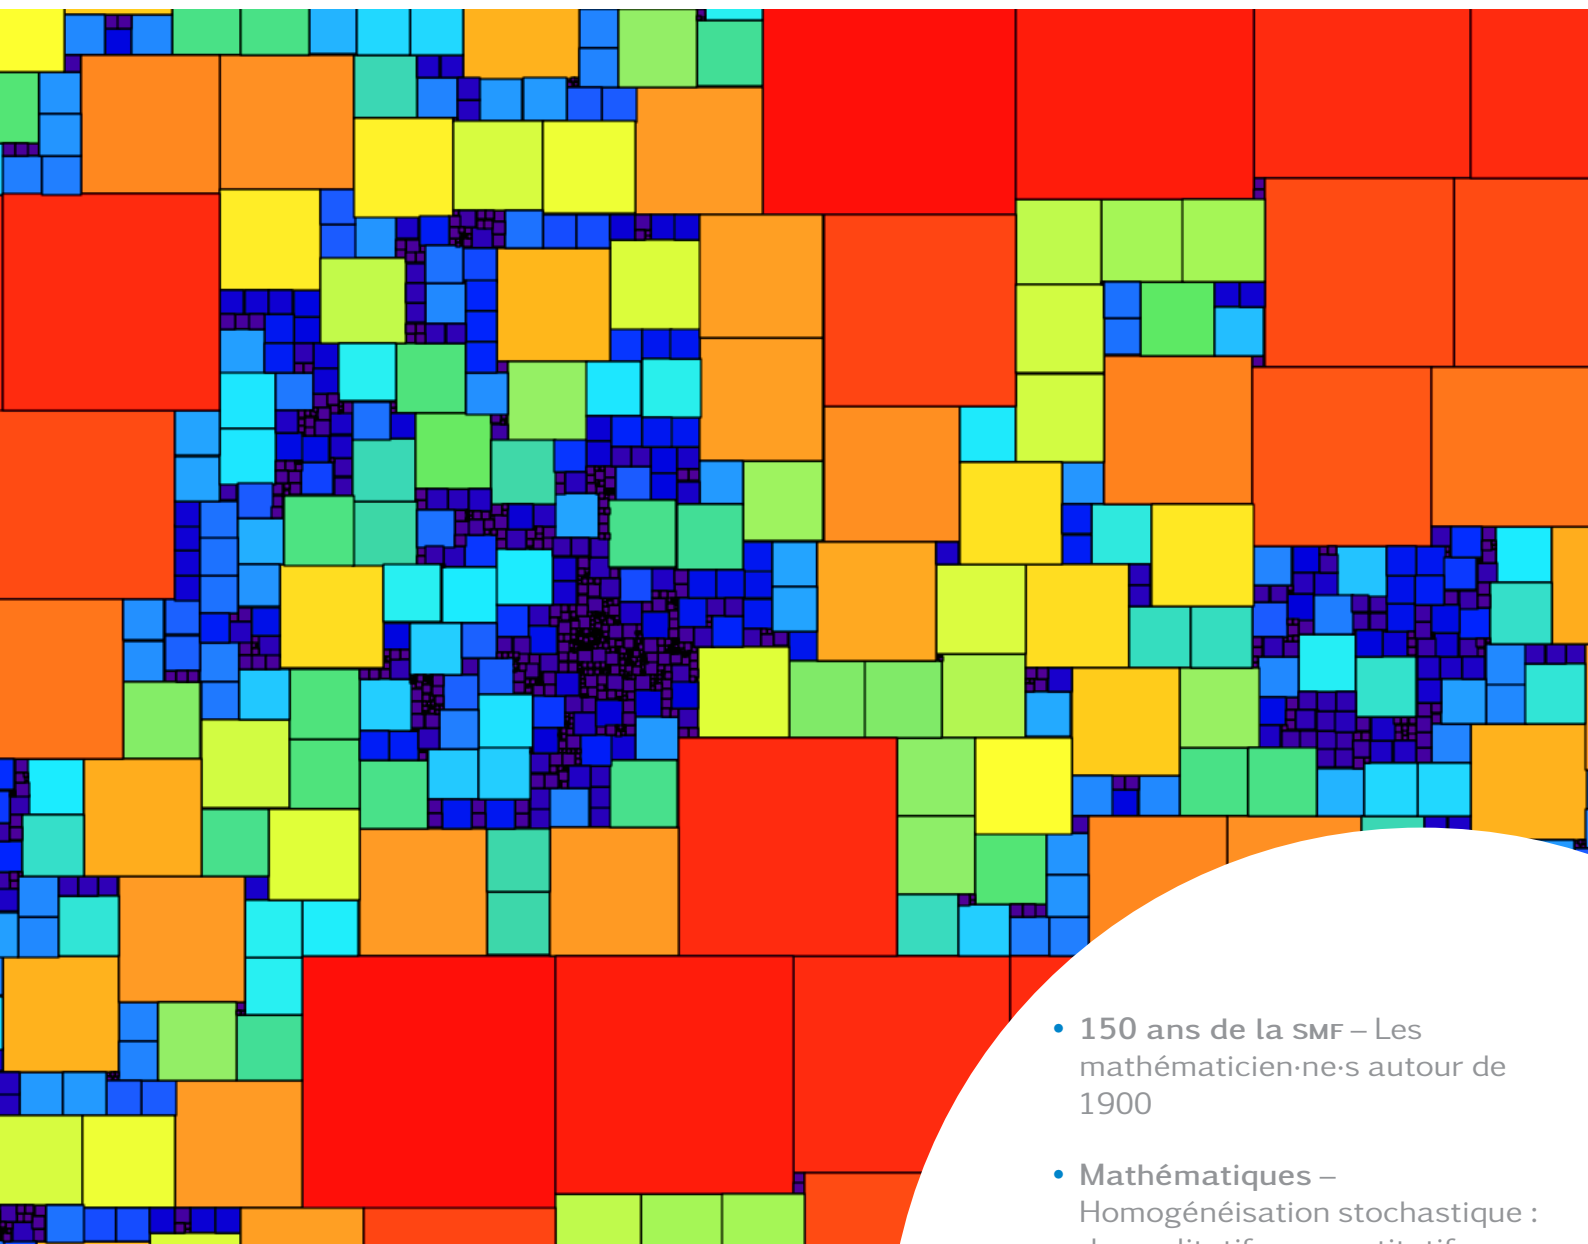 • 150 ans de la SMF – Les
mathématicien·ne·s autour de
1900
• Mathématiques –
Homogénéisation stochastique :